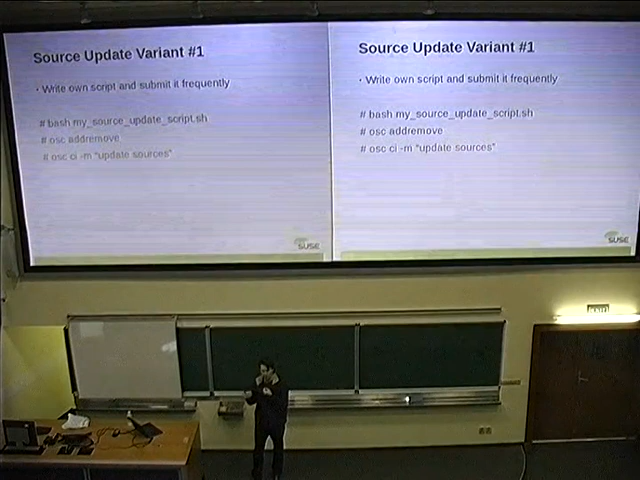 Source Update Variant #1
· Write own script and submit it frequently
# bash my_source_update_script.sh
# osc addremove
# osc ci -m "update sources"
SUSE
Source Update Variant #1
· Write own script and submit it frequently
# bash my_source_update_script.sh
# osc addremove
# osc ci -m "update sources"
SUSE